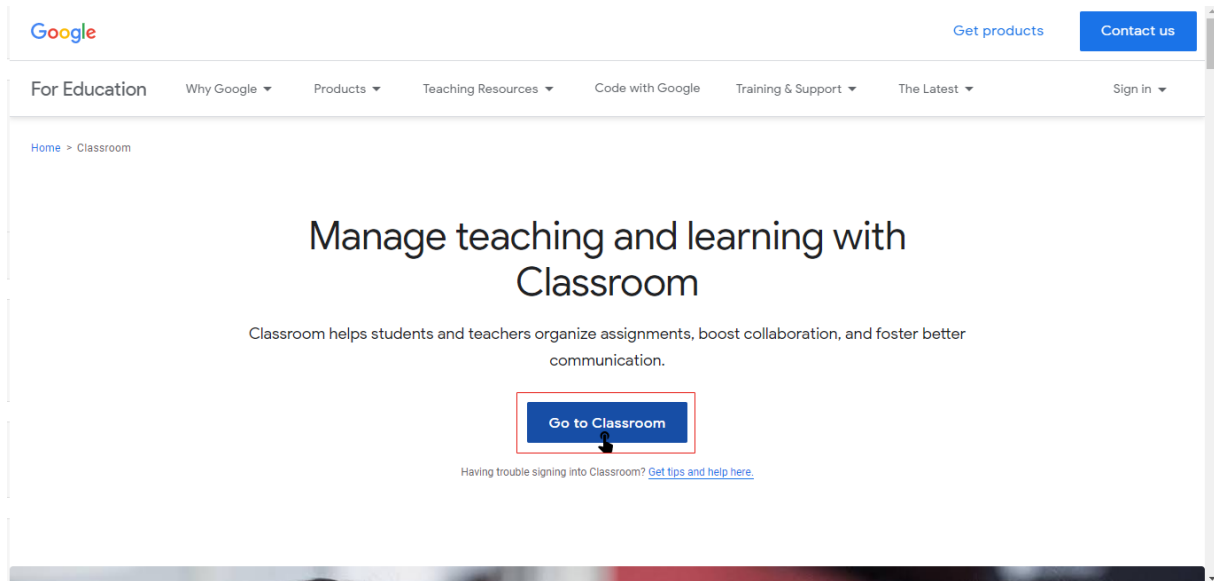 Google
Get products
Contact us
For Education
Why Google
Products
Teaching Resources
Code with Google
Training & Support
The Latest
Sign in
Home > Classroom
Manage teaching and learning with
Classroom
Classroom helps students and teachers organize assignments, boost collaboration, and foster better
communication.
Go to Classroom
Having trouble signing into Classroom? Get tips and help here.